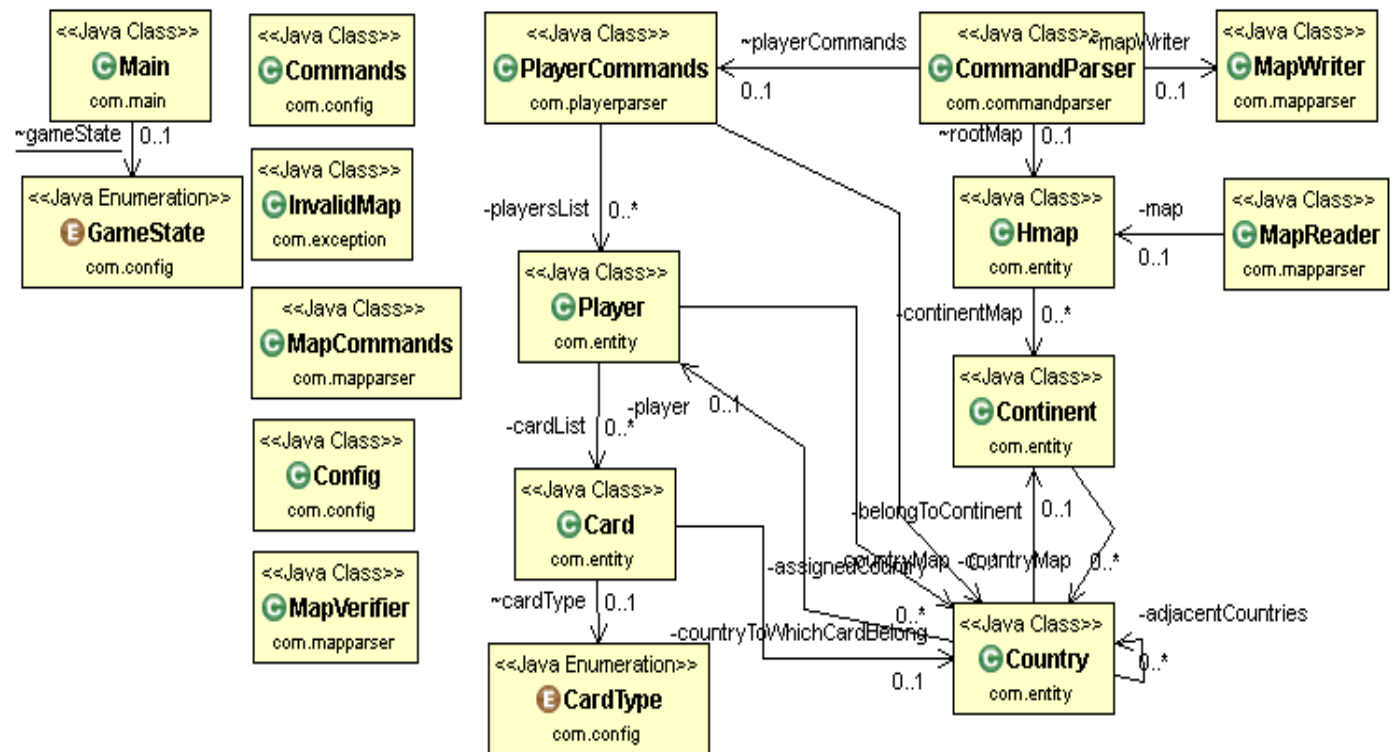 <<Java Class>>
Main
com.main
<<Java Class>>
Commands
com.config
<<Java Class>>
PlayerCommands
com.playerparser
~playerCommands
0..1
<<Java Class>>
CommandParser
com.commandparser
~mapWriter
0..1
<<Java Class>>
MapWriter
com.mapparser
~gameState
0..1
<<Java Enumeration>>
GameState
com.config
<<Java Class>>
InvalidMap
com.exception
-playersList
0..*
~rootMap
0..1
<<Java Class>>
Hmap
com.entity
-map
0..1
<<Java Class>>
MapReader
com.mapparser
<<Java Class>>
MapCommands
com.mapparser
<<Java Class>>
Player
com.entity
-continentMap
0..*
<<Java Class>>
Continent
com.entity
-cardList
0..*
-player
0..1
<<Java Class>>
Config
com.config
<<Java Class>>
Card
com.entity
-belongToContinent
0..1
-assignedCountry
0..*
-countryMap
0..*
-countryMap
0..*
<<Java Class>>
MapVerifier
com.mapparser
~cardType
0..1
-countryToWhichCardBelong
0..1
<<Java Class>>
Country
com.entity
-adjacentCountries
0..*
<<Java Enumeration>>
CardType
com.config